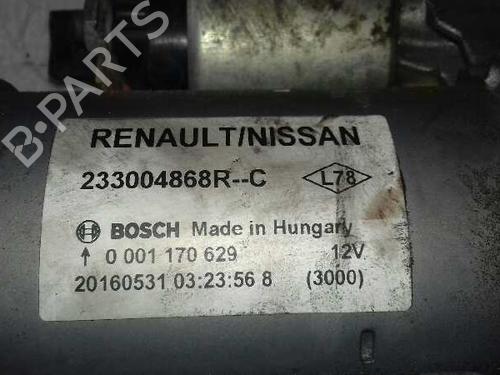 B-PARTS
RENAULT/NISSAN
233004868R--C L78
BOSCH Made in Hungary
0 001 170 629 12V
20160531 03:23:56 8 (3000)